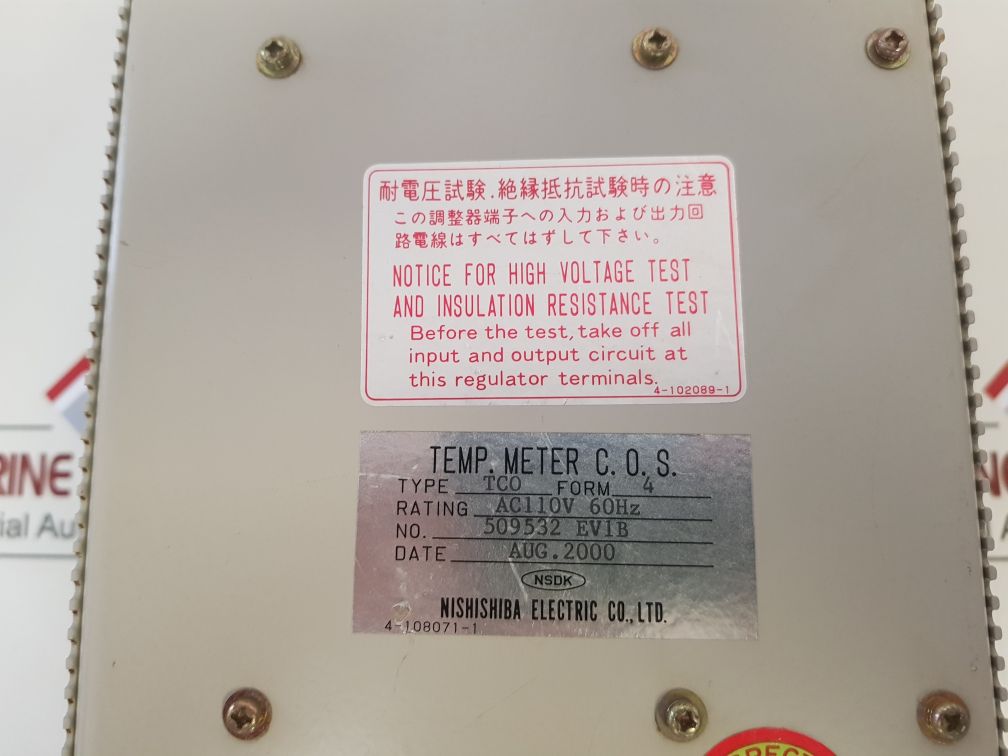 耐電圧試験.絶縁抵抗試験時の注意
この調整器端子への入力および出力回
路電線はすべてはずして下さい。
NOTICE FOR HIGH VOLTAGE TEST
AND INSULATION RESISTANCE TEST
Before the test, take off all
input and output circuit at
this regulator terminals.
4-102089-1
TEMP. METER C. O. S.
TYPE TCO FORM 4
RATING AC110V 60Hz
NO. 509532 EV1B
DATE AUG.2000
NSDK
NISHISHIBA ELECTRIC CO., LTD.
4-108071-1
RINE
ial Au